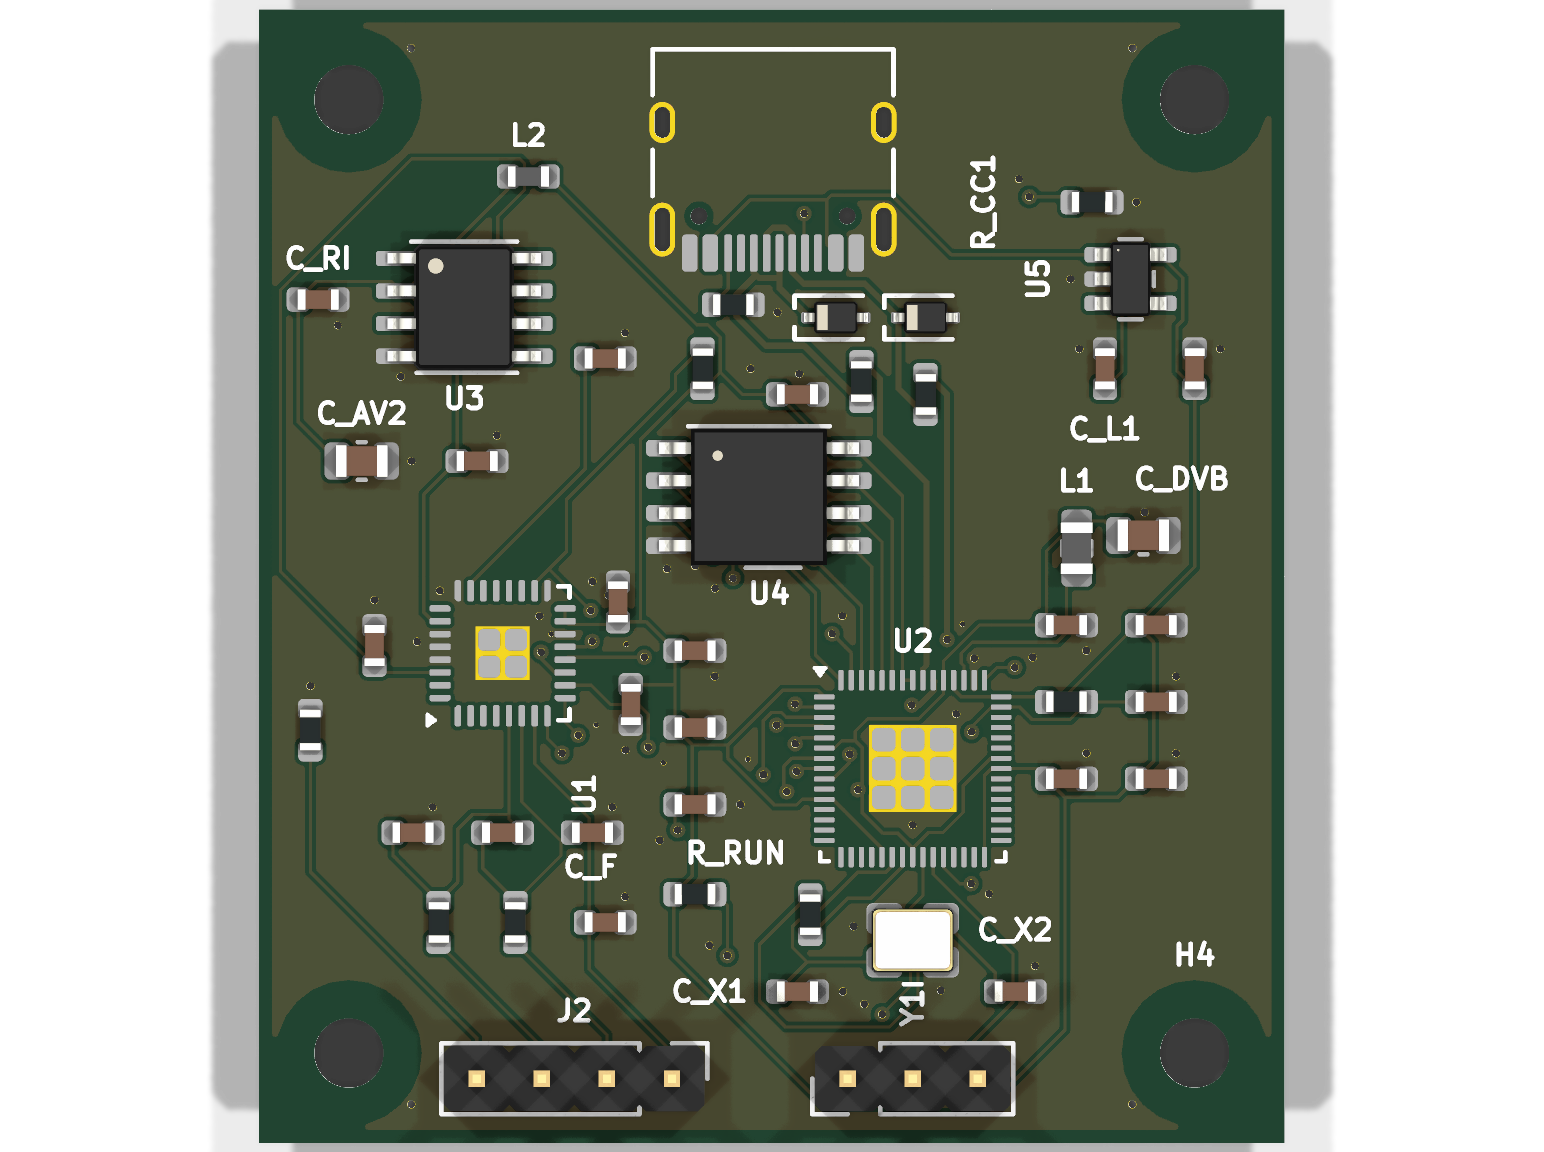 L2
R_CC1
C_RI
U5
U3
C_AV2
C_L1
L1
C_DVB
U4
U2
U1
R_RUN
C_F
C_X2
H4
C_X1
Y1
J2